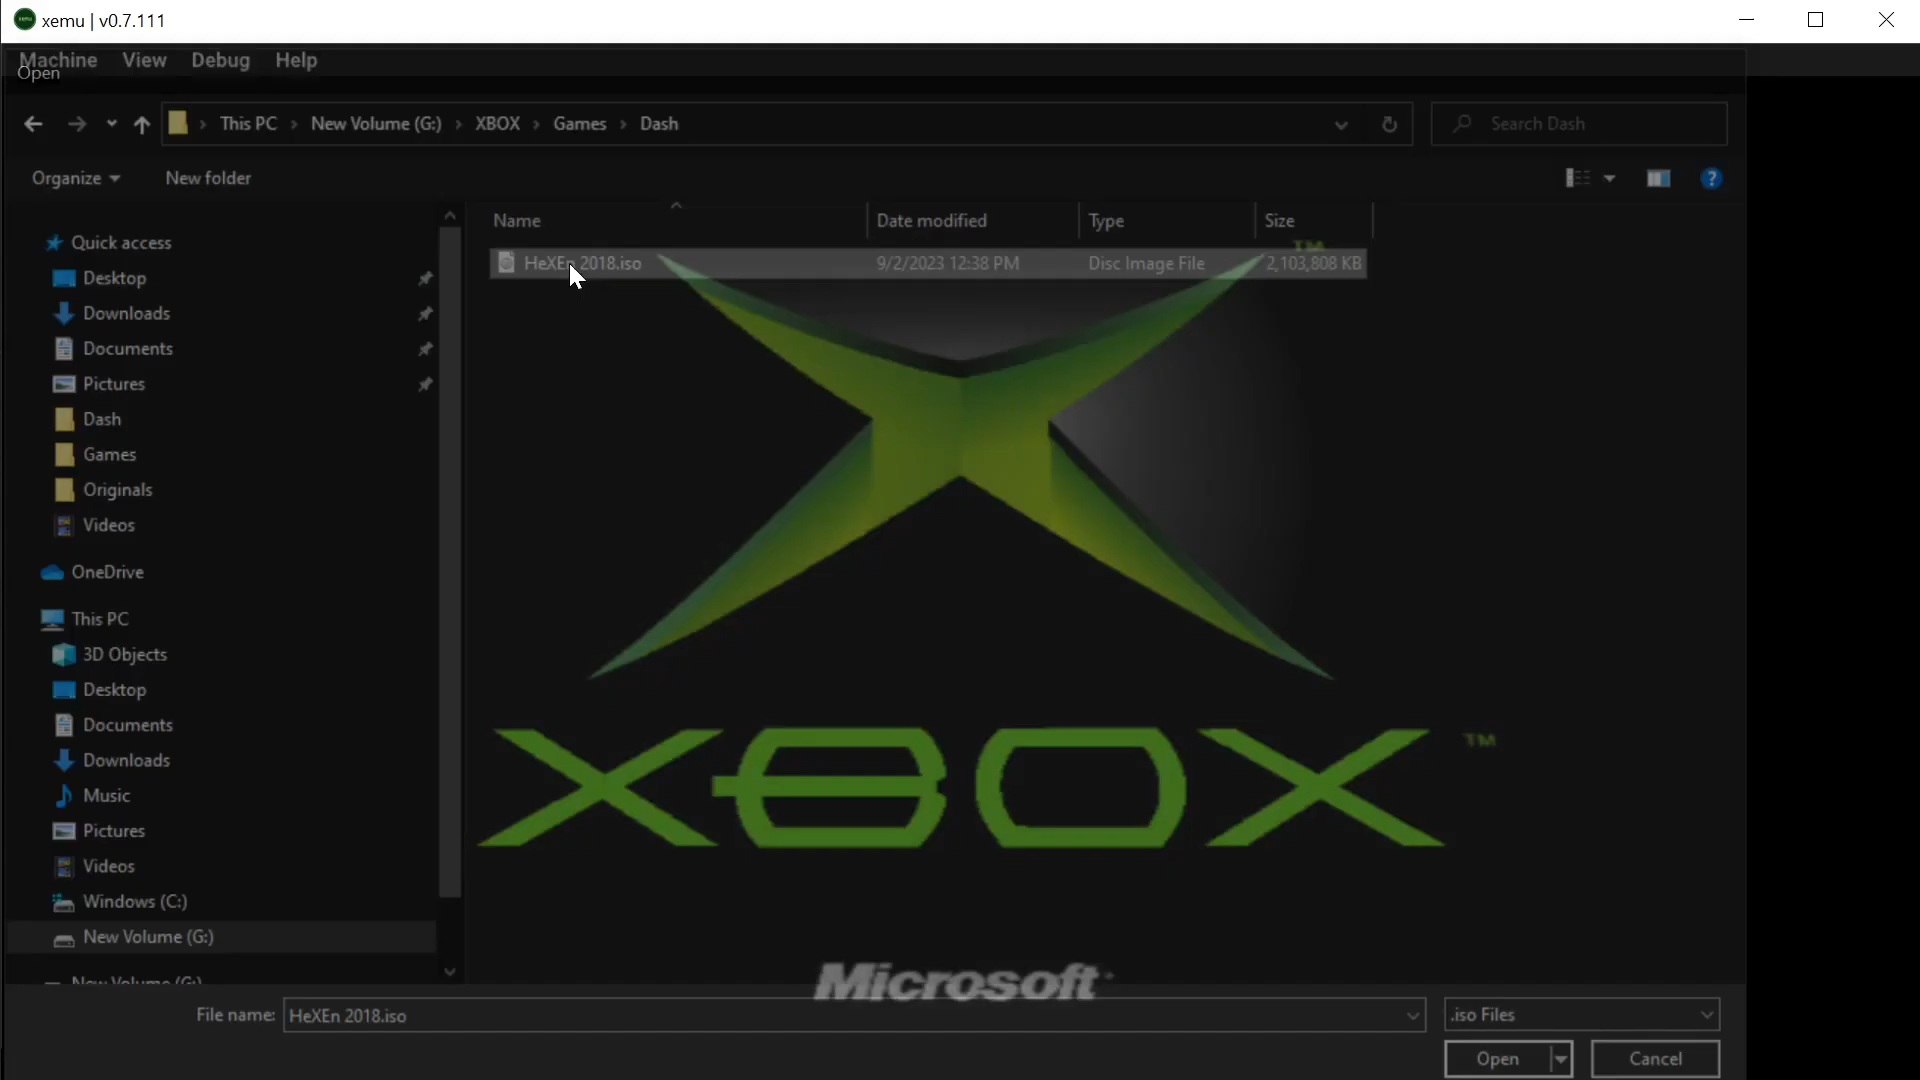 xemu | v0.7.111
Machine View Debug Help
Open
This PC New Volume (G:) XBOX Games Dash
Search Dash
Organize New folder
Name Date modified Type Size
HeXEn 2018.iso 9/2/2023 12:38 PM Disc Image File 2,103,808 KB
TM
Quick access
Desktop
Downloads
Documents
Pictures
Dash
Games
Originals
Videos
OneDrive
This PC
3D Objects
Desktop
Documents
Downloads
Music
Pictures
Videos
Windows (C:)
New Volume (G:)
New Volume (G:)
XBOX TM
Microsoft
File name: HeXEn 2018.iso
.iso Files
Open Cancel